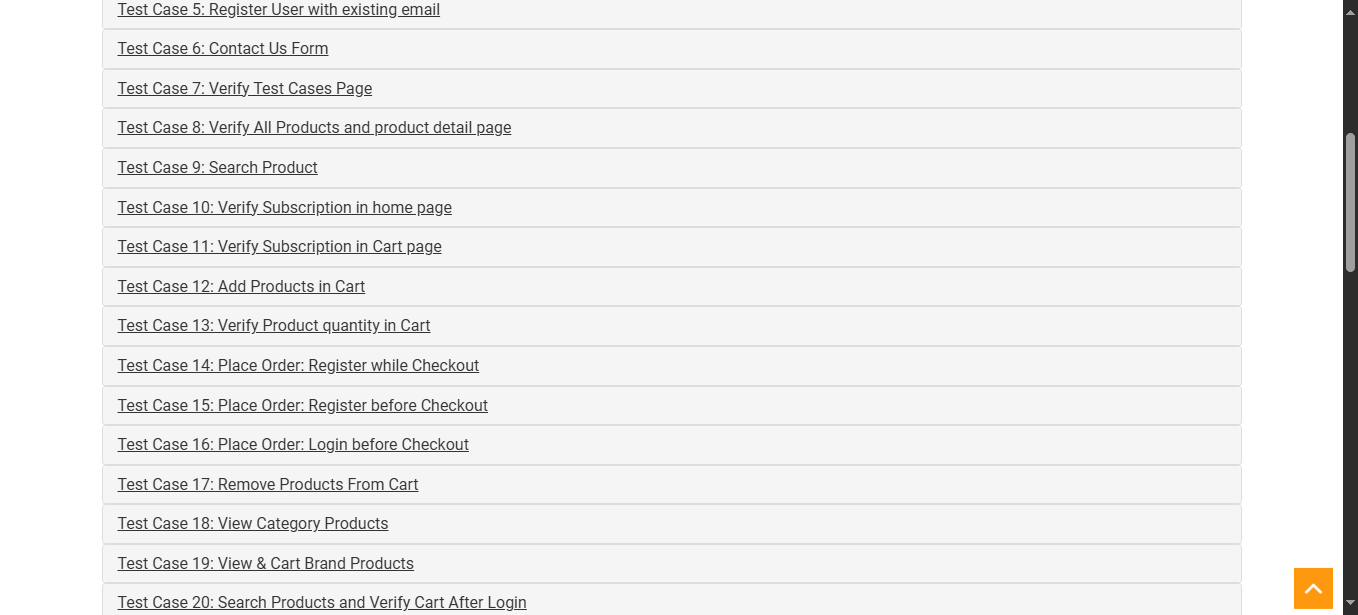 Test Case 5: Register User with existing email
Test Case 6: Contact Us Form
Test Case 7: Verify Test Cases Page
Test Case 8: Verify All Products and product detail page
Test Case 9: Search Product
Test Case 10: Verify Subscription in home page
Test Case 11: Verify Subscription in Cart page
Test Case 12: Add Products in Cart
Test Case 13: Verify Product quantity in Cart
Test Case 14: Place Order: Register while Checkout
Test Case 15: Place Order: Register before Checkout
Test Case 16: Place Order: Login before Checkout
Test Case 17: Remove Products From Cart
Test Case 18: View Category Products
Test Case 19: View & Cart Brand Products
Test Case 20: Search Products and Verify Cart After Login